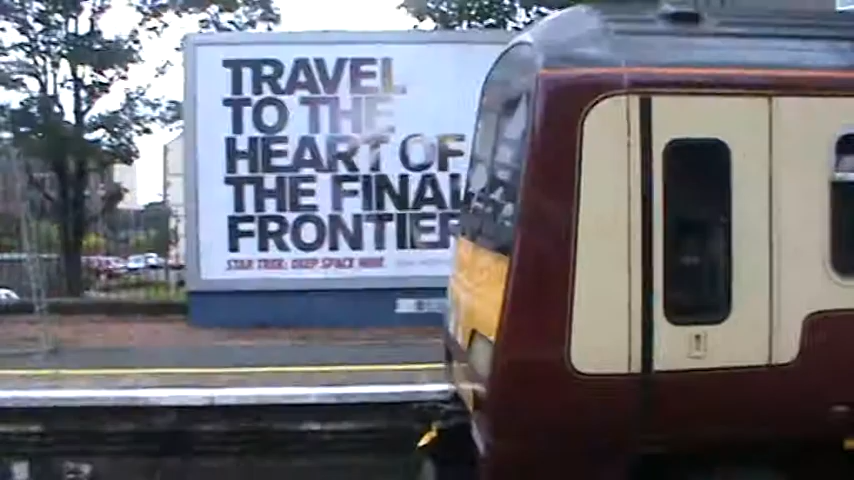 TRAVEL
TO THE
HEART OF
THE FINAL
FRONTIER
STAR TREK: DEEP SPACE NINE